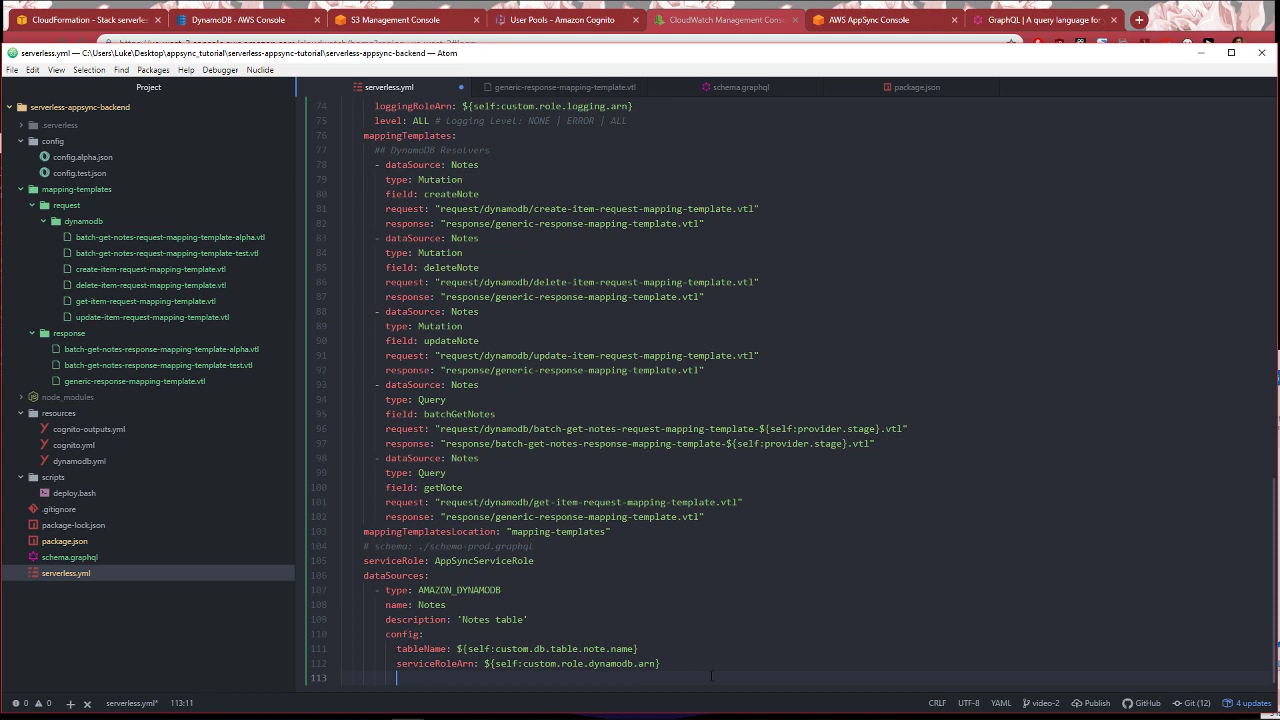 CloudFormation - Stack serverless
DynamoDB · AWS Console
S3 Management Console
User Pools - Amazon Cognito
CloudWatch Management Conso
AWS AppSync Console
GraphQL | A query language for
serverless.yml — C:\Users\Luke\Desktop\appsync_tutorial\serverless-appsync-tutorial\serverless-appsync-backend — Atom
File Edit View Selection Find Packages Help Debugger Nuclide
Project
serverless-appsync-backend
.serverless
config
config.alpha.json
config.test.json
mapping-templates
request
dynamodb
batch-get-notes-request-mapping-template-alpha.vtl
batch-get-notes-request-mapping-template-test.vtl
create-item-request-mapping-template.vtl
delete-item-request-mapping-template.vtl
get-item-request-mapping-template.vtl
update-item-request-mapping-template.vtl
response
batch-get-notes-response-mapping-template-alpha.vtl
batch-get-notes-response-mapping-template-test.vtl
generic-response-mapping-template.vtl
node_modules
resources
cognito-outputs.yml
cognito.yml
dynamodb.yml
scripts
deploy.bash
.gitignore
package-lock.json
package.json
schema.graphql
serverless.yml
serverless.yml
generic-response-mapping-template.vtl
schema.graphql
package.json
74 loggingRoleArn: ${self:custom.role.logging.arn}
75 level: ALL # Logging Level: NONE | ERROR | ALL
76 mappingTemplates:
77 ## DynamoDB Resolvers
78 - dataSource: Notes
79 type: Mutation
80 field: createNote
81 request: "request/dynamodb/create-item-request-mapping-template.vtl"
82 response: "response/generic-response-mapping-template.vtl"
83 - dataSource: Notes
84 type: Mutation
85 field: deleteNote
86 request: "request/dynamodb/delete-item-request-mapping-template.vtl"
87 response: "response/generic-response-mapping-template.vtl"
88 - dataSource: Notes
89 type: Mutation
90 field: updateNote
91 request: "request/dynamodb/update-item-request-mapping-template.vtl"
92 response: "response/generic-response-mapping-template.vtl"
93 - dataSource: Notes
94 type: Query
95 field: batchGetNotes
96 request: "request/dynamodb/batch-get-notes-request-mapping-template-${self:provider.stage}.vtl"
97 response: "response/batch-get-notes-response-mapping-template-${self:provider.stage}.vtl"
98 - dataSource: Notes
99 type: Query
100 field: getNote
101 request: "request/dynamodb/get-item-request-mapping-template.vtl"
102 response: "response/generic-response-mapping-template.vtl"
103 mappingTemplatesLocation: "mapping-templates"
104 # schema: ./schema-prod.graphql
105 serviceRole: AppSyncServiceRole
106 dataSources:
107 - type: AMAZON_DYNAMODB
108 name: Notes
109 description: 'Notes table'
110 config:
111 tableName: ${self:custom.db.table.note.name}
112 serviceRoleArn: ${self:custom.role.dynamodb.arn}
113
0 0 serverless.yml* 113:11 CRLF UTF-8 YAML video-2 Publish GitHub Git (12) 4 updates